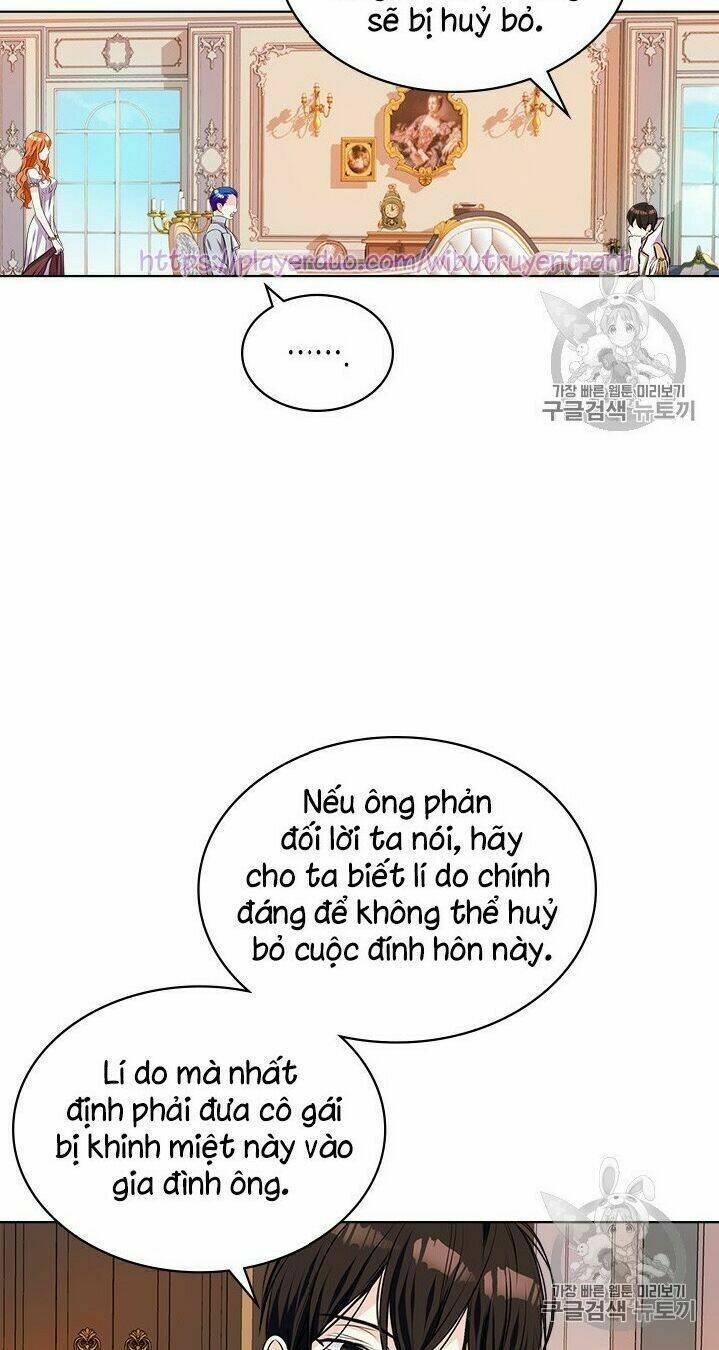 sẽ bị huỷ bỏ.
https://playerduo.com/wibutruyentranh
…….
가장 빠른 웹툰 미리보기
구글검색 뉴토끼
Nếu ông phản
đối lời ta nói, hãy
cho ta biết lí do chính
đáng để không thể huỷ
bỏ cuộc đính hôn này.
Lí do mà nhất
định phải đưa cô gái
bị khinh miệt này vào
gia đình ông.
가장 빠른 웹툰 미리보기
구글검색 뉴토끼